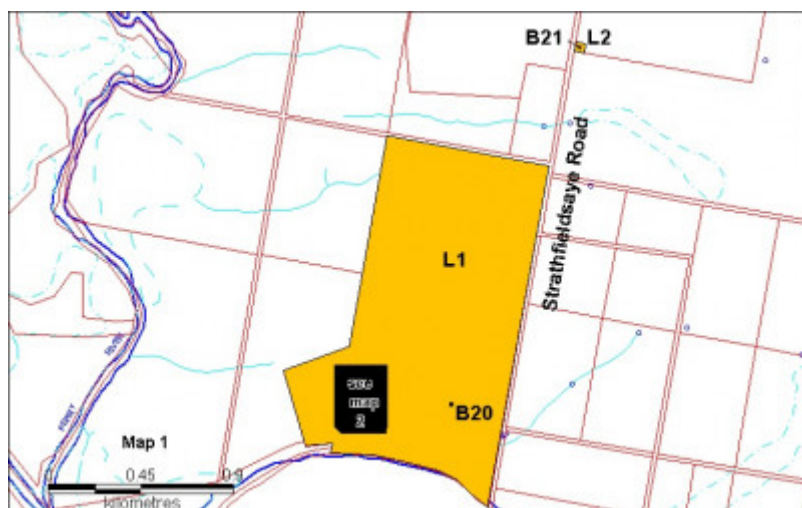 B21 L2
Strathfieldsaye Road
L1
see
map
2
B20
Map 1
0.45 0.9
kilometres